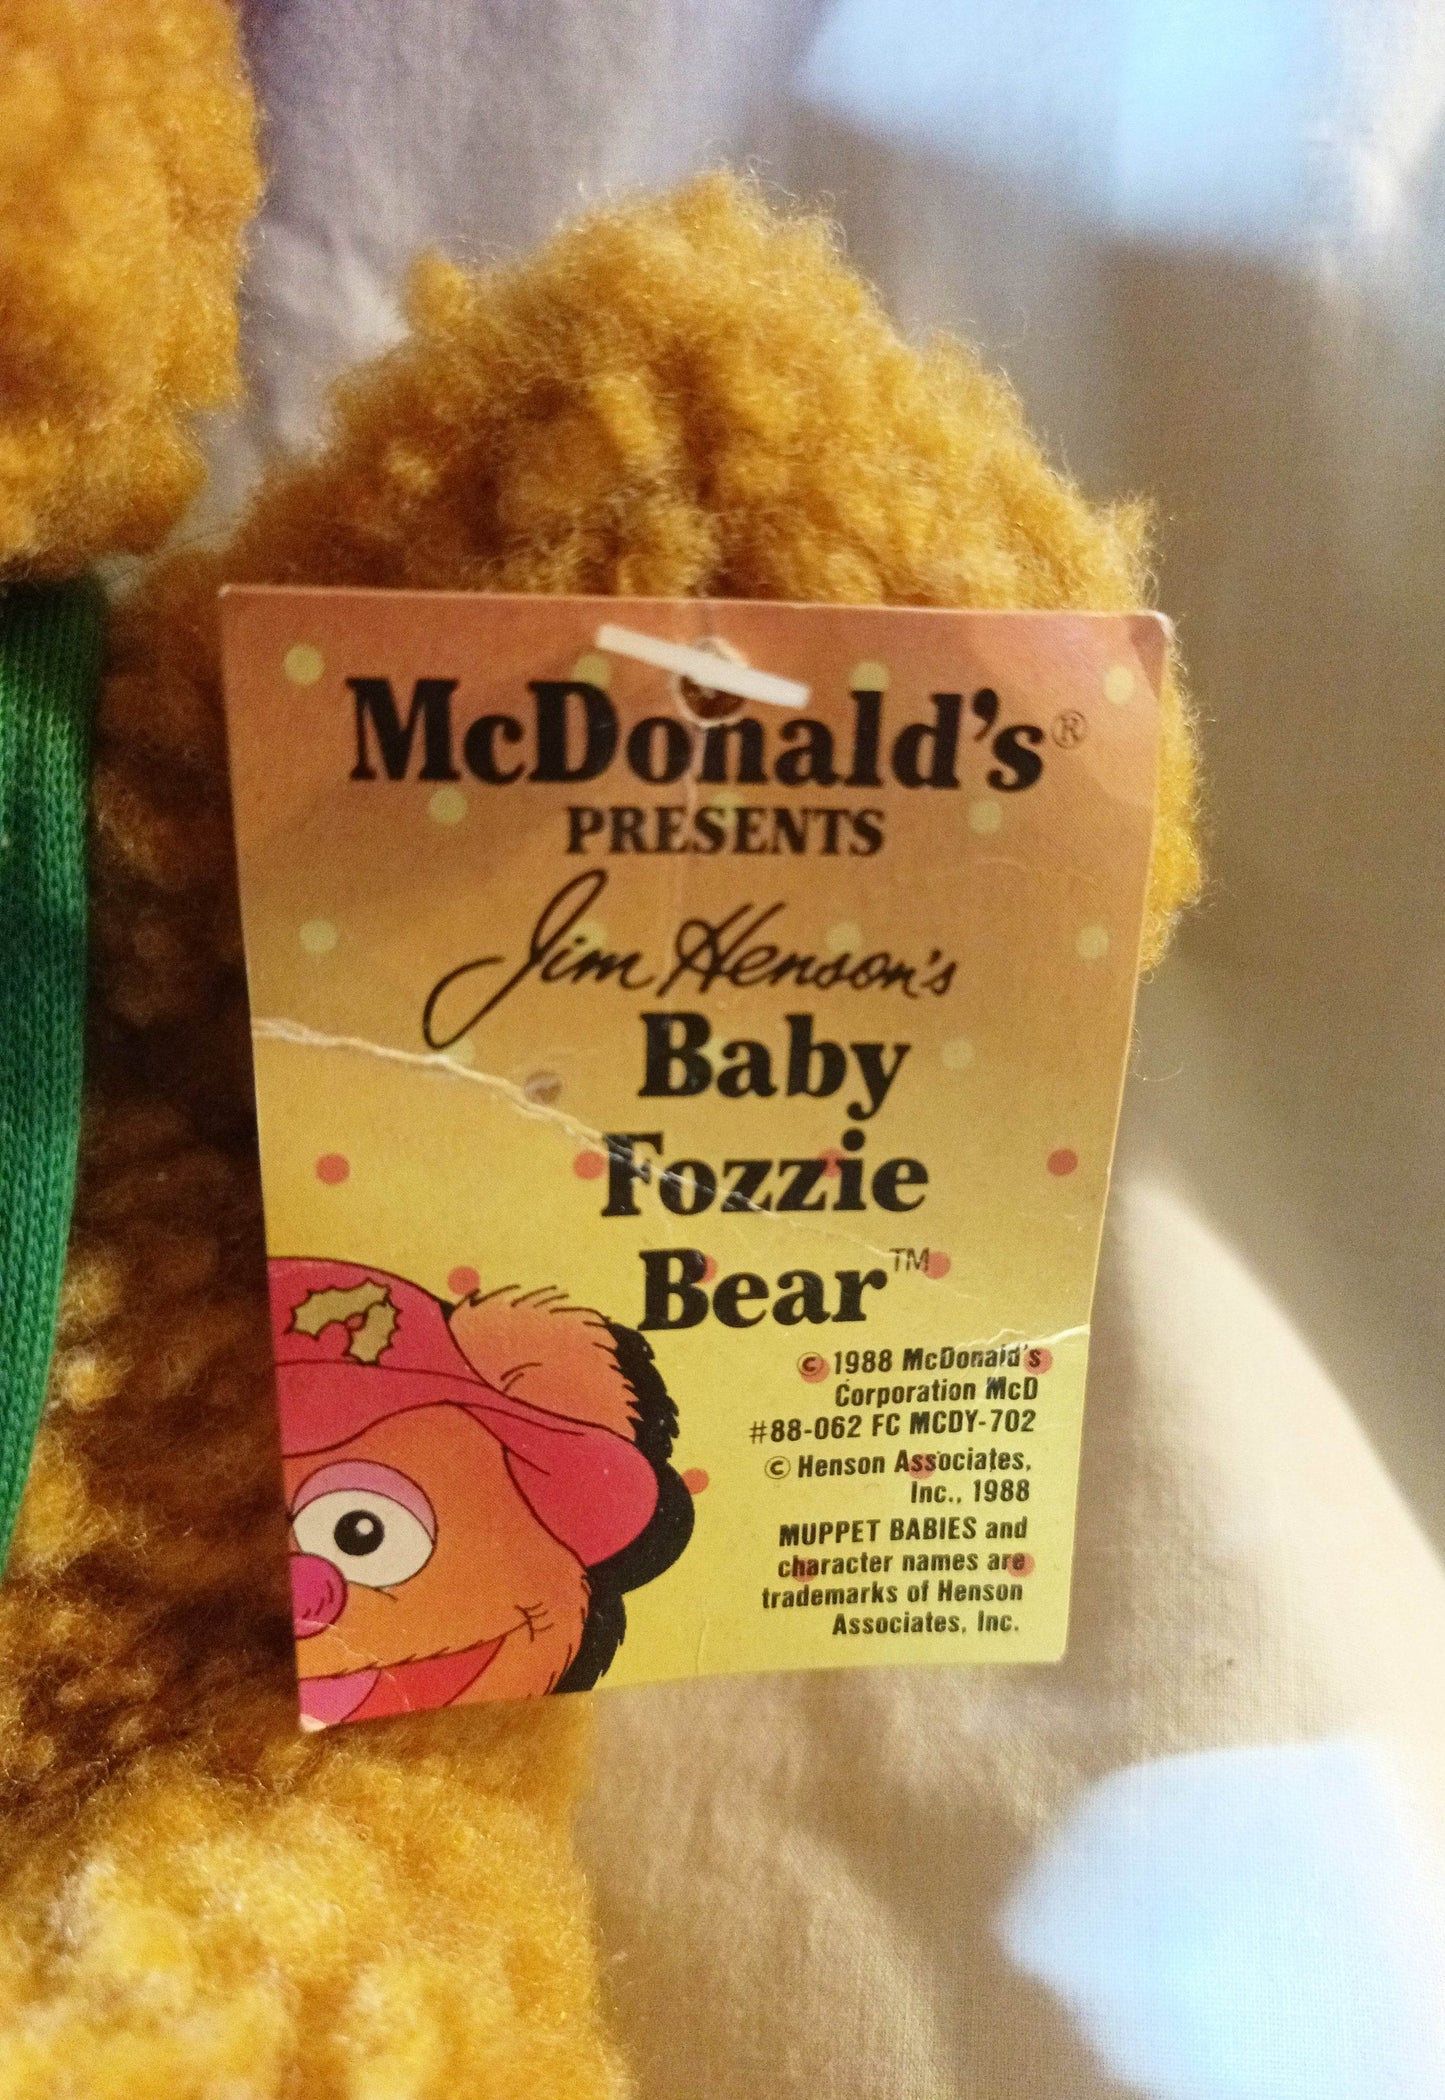 McDonald's®
PRESENTS
Jim Henson's
Baby
Fozzie
Bear™
© 1988 McDonald's
Corporation McD
#88-062 FC MCDY-702
© Henson Associates,
Inc., 1988
MUPPET BABIES and
character names are
trademarks of Henson
Associates, Inc.